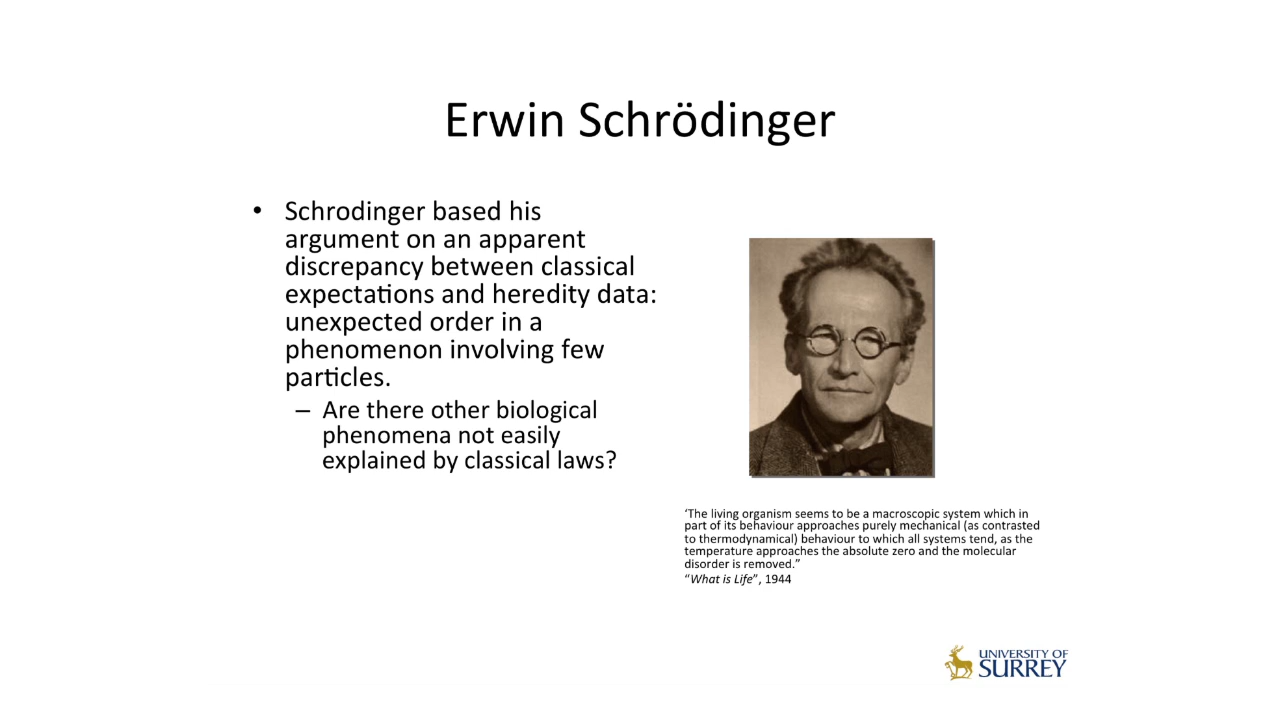 Erwin Schrödinger
• Schrodinger based his
argument on an apparent
discrepancy between classical
expectations and heredity data:
unexpected order in a
phenomenon involving few
particles.
– Are there other biological
phenomena not easily
explained by classical laws?
‘The living organism seems to be a macroscopic system which in
part of its behaviour approaches purely mechanical (as contrasted
to thermodynamical) behaviour to which all systems tend, as the
temperature approaches the absolute zero and the molecular
disorder is removed.”
“What is Life”, 1944
UNIVERSITY OF
SURREY